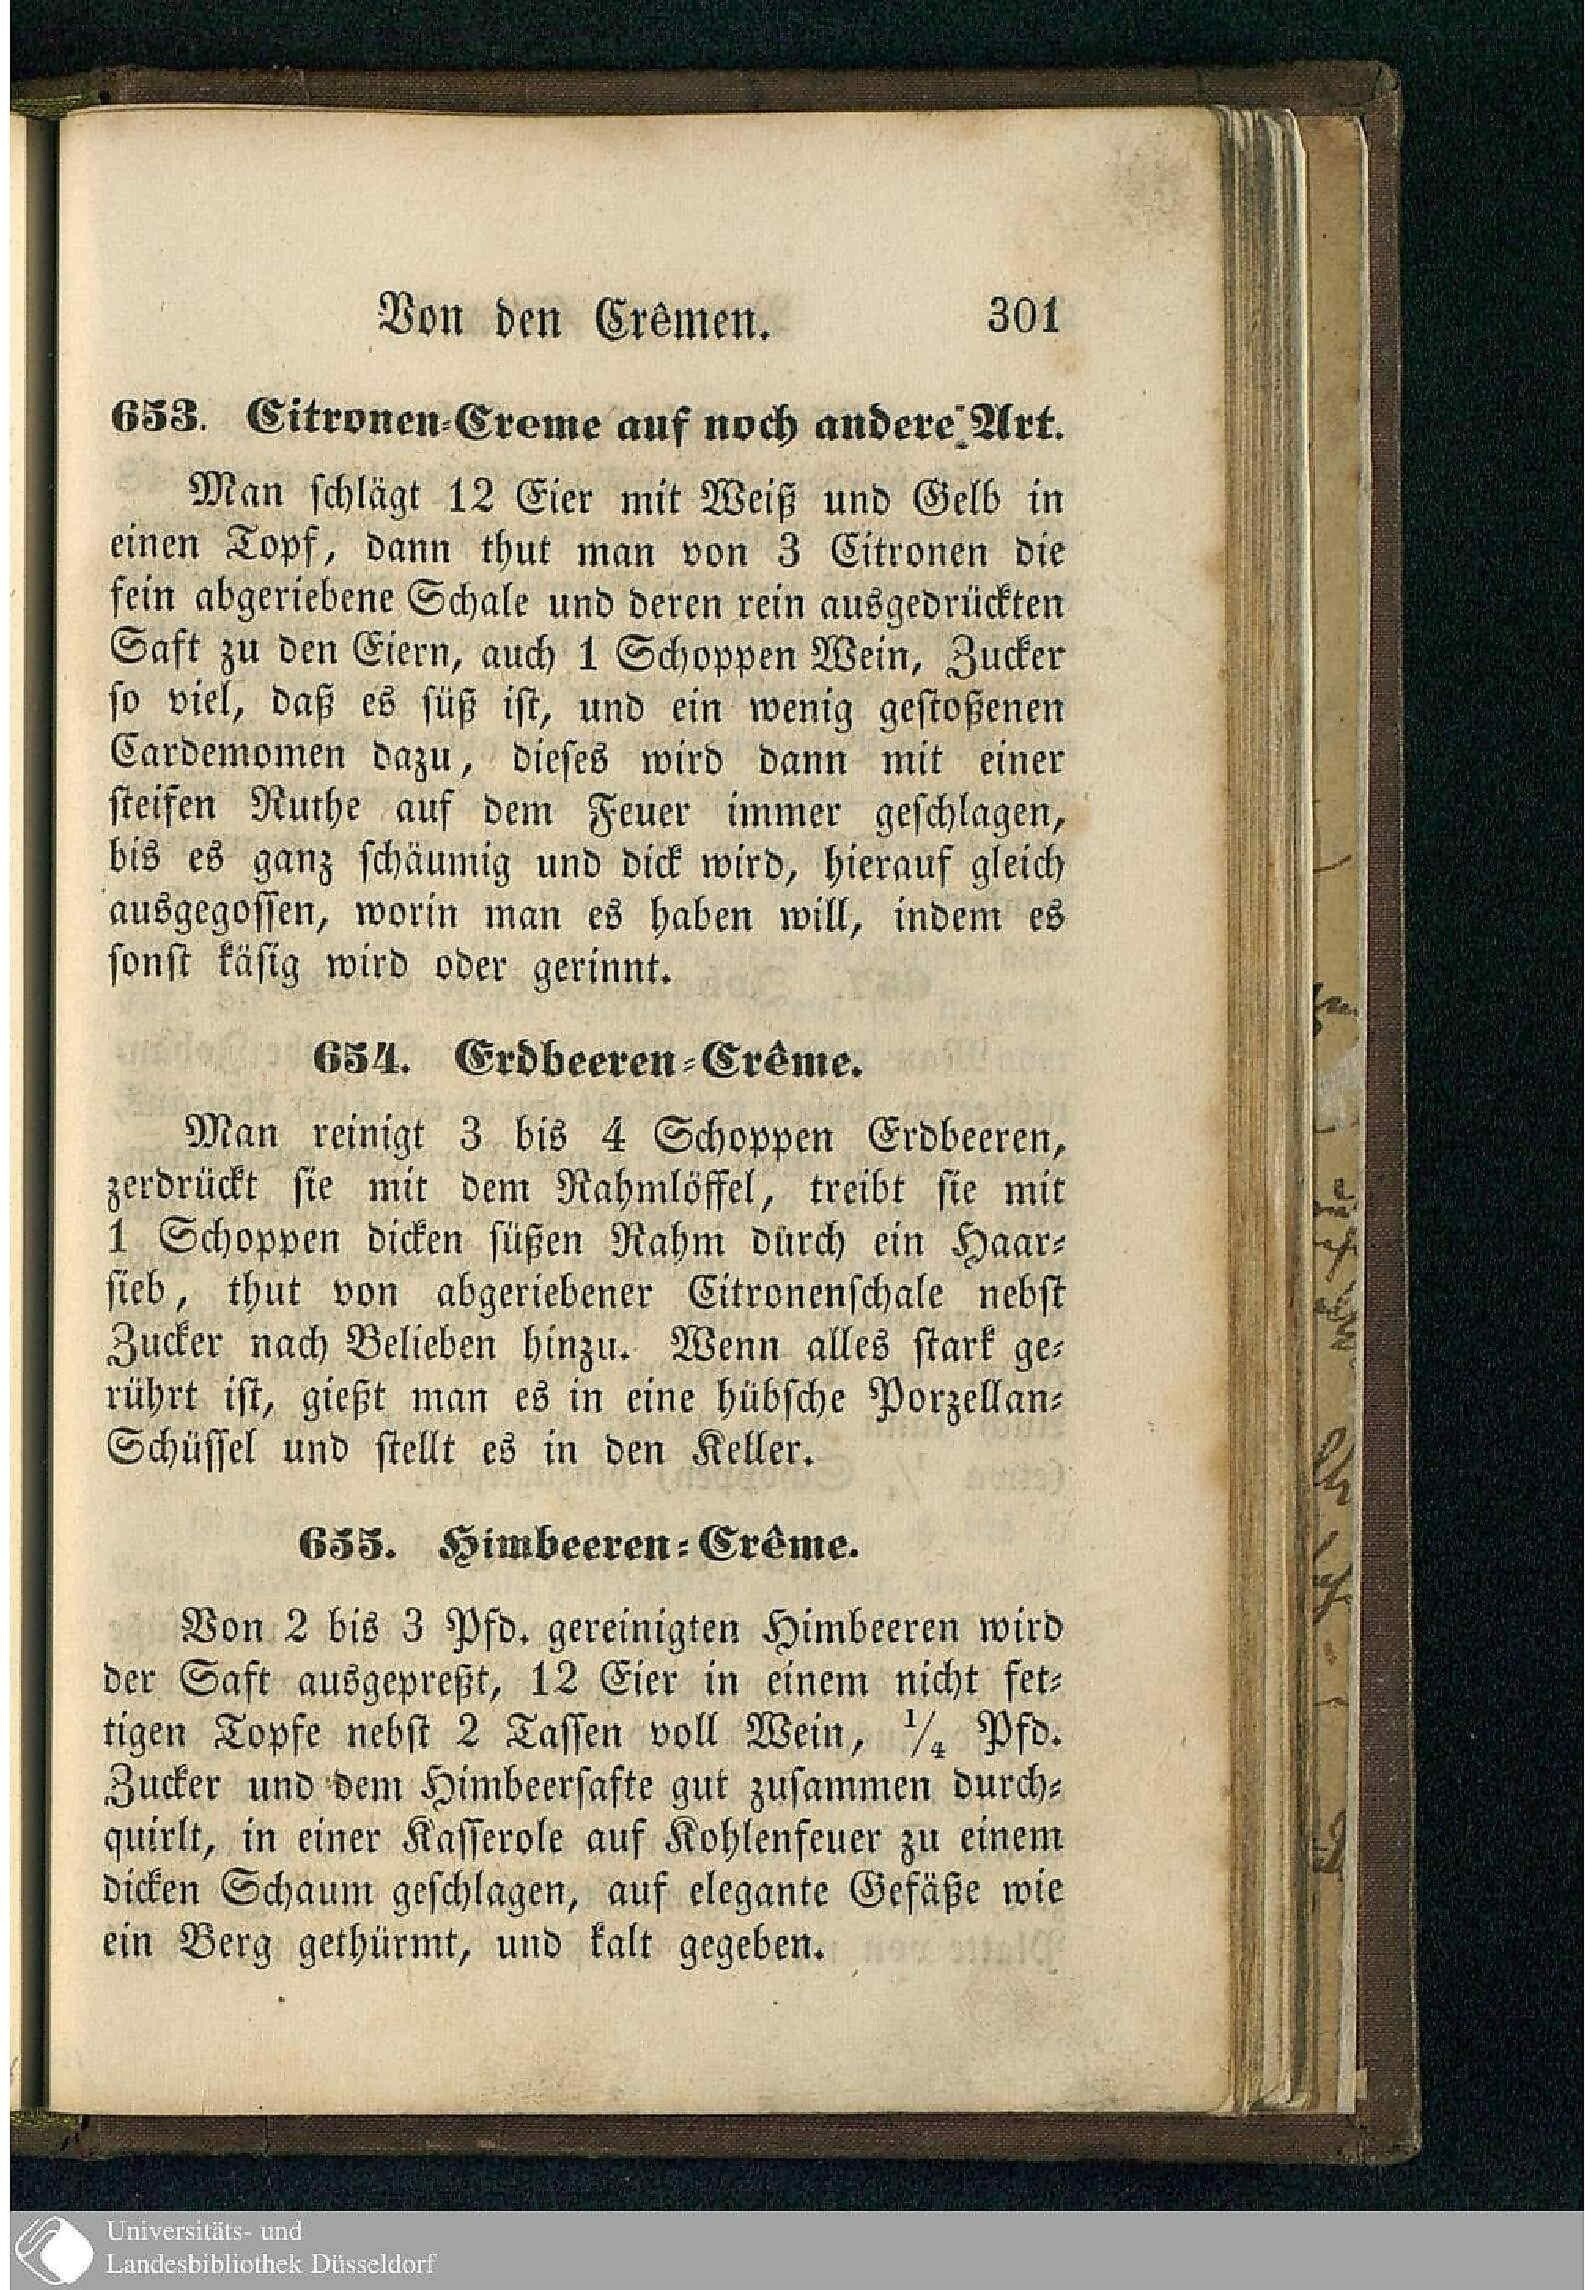 Von den Crêmen. 301
653. Citronen-Creme auf noch andere Art.
Man schlägt 12 Eier mit Weiß und Gelb in
einen Topf, dann thut man von 3 Citronen die
fein abgeriebene Schale und deren rein ausgedrückten
Saft zu den Eiern, auch 1 Schoppen Wein, Zucker
so viel, daß es süß ist, und ein wenig gestoßenen
Cardemomen dazu, dieses wird dann mit einer
steifen Ruthe auf dem Feuer immer geschlagen,
bis es ganz schäumig und dick wird, hierauf gleich
ausgegossen, worin man es haben will, indem es
sonst käsig wird oder gerinnt.
654. Erdbeeren-Crême.
Man reinigt 3 bis 4 Schoppen Erdbeeren,
zerdrückt sie mit dem Rahmlöffel, treibt sie mit
1 Schoppen dicken süßen Rahm durch ein Haar-
sieb, thut von abgeriebener Citronenschale nebst
Zucker nach Belieben hinzu. Wenn alles stark ge-
rührt ist, gießt man es in eine hübsche Porzellan-
Schüssel und stellt es in den Keller.
655. Himbeeren-Crême.
Von 2 bis 3 Pfd. gereinigten Himbeeren wird
der Saft ausgepreßt, 12 Eier in einem nicht fet-
tigen Topfe nebst 2 Tassen voll Wein, 1/4 Pfd.
Zucker und dem Himbeersafte gut zusammen durch-
quirlt, in einer Kasserole auf Kohlenfeuer zu einem
dicken Schaum geschlagen, auf elegante Gefäße wie
ein Berg gethürmt, und kalt gegeben.
Universitäts- und
Landesbibliothek Düsseldorf